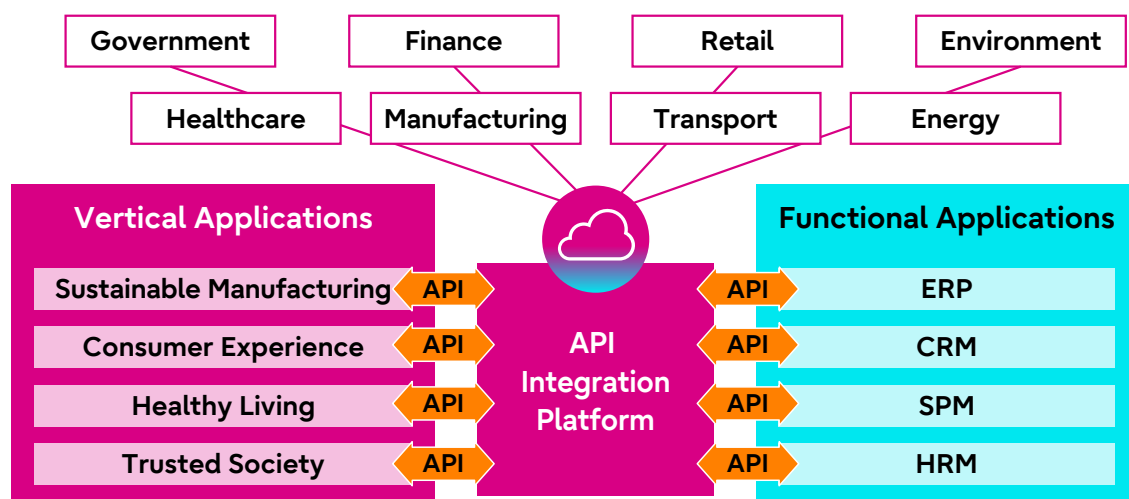 Government
Finance
Retail
Environment
Healthcare
Manufacturing
Transport
Energy
Vertical Applications
Sustainable Manufacturing
Consumer Experience
Healthy Living
Trusted Society
API
API
API
API
API
Integration
Platform
API
API
API
API
Functional Applications
ERP
CRM
SPM
HRM